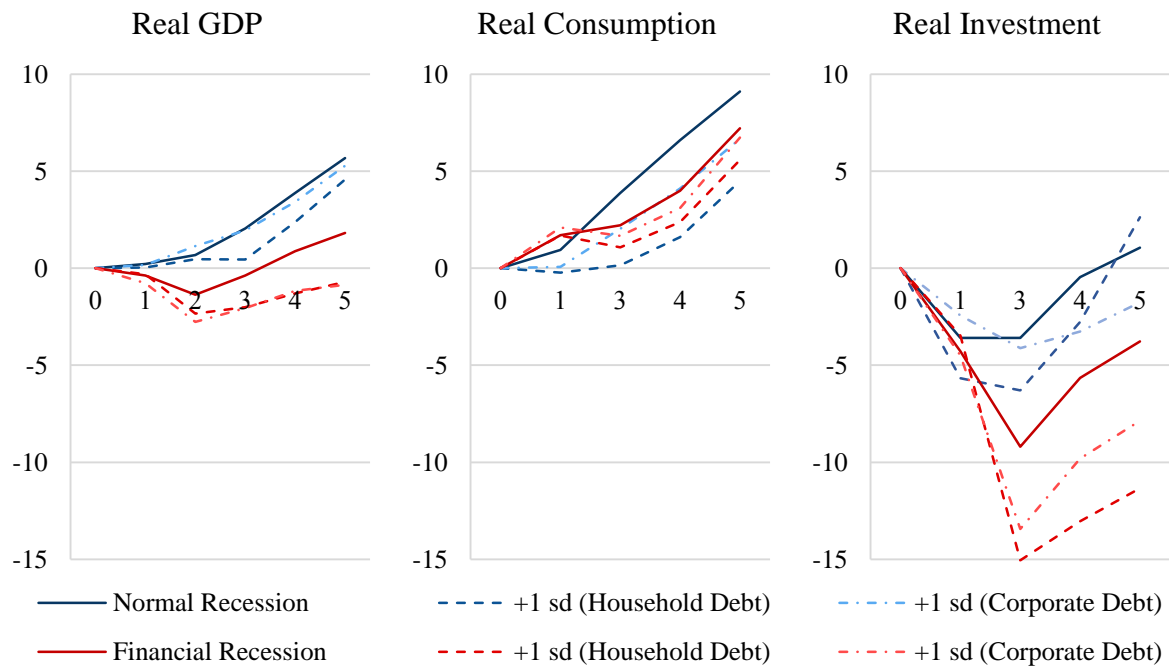 Real GDP
Real Consumption
Real Investment
10 10 10
5 5 5
0 0 0
0 1 2 3 4 5 0 1 3 4 5 0 1 3 4 5
-5 -5 -5
-10 -10 -10
-15 -15 -15
Normal Recession +1 sd (Household Debt) +1 sd (Corporate Debt)
Financial Recession +1 sd (Household Debt) +1 sd (Corporate Debt)